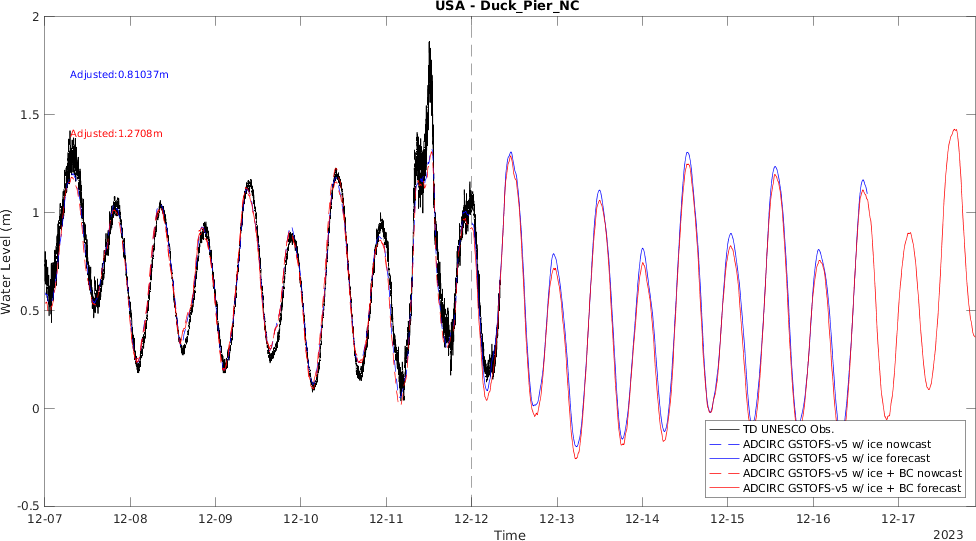 USA - Duck_Pier_NC
2
Adjusted:0.81037m
1.5
Adjusted:1.2708m
1
Water Level (m)
0.5
0
-0.5
TD UNESCO Obs.
ADCIRC GSTOFS-v5 w/ ice nowcast
ADCIRC GSTOFS-v5 w/ ice forecast
ADCIRC GSTOFS-v5 w/ ice + BC nowcast
ADCIRC GSTOFS-v5 w/ ice + BC forecast
12-07 12-08 12-09 12-10 12-11 12-12 12-13 12-14 12-15 12-16 12-17
Time
2023